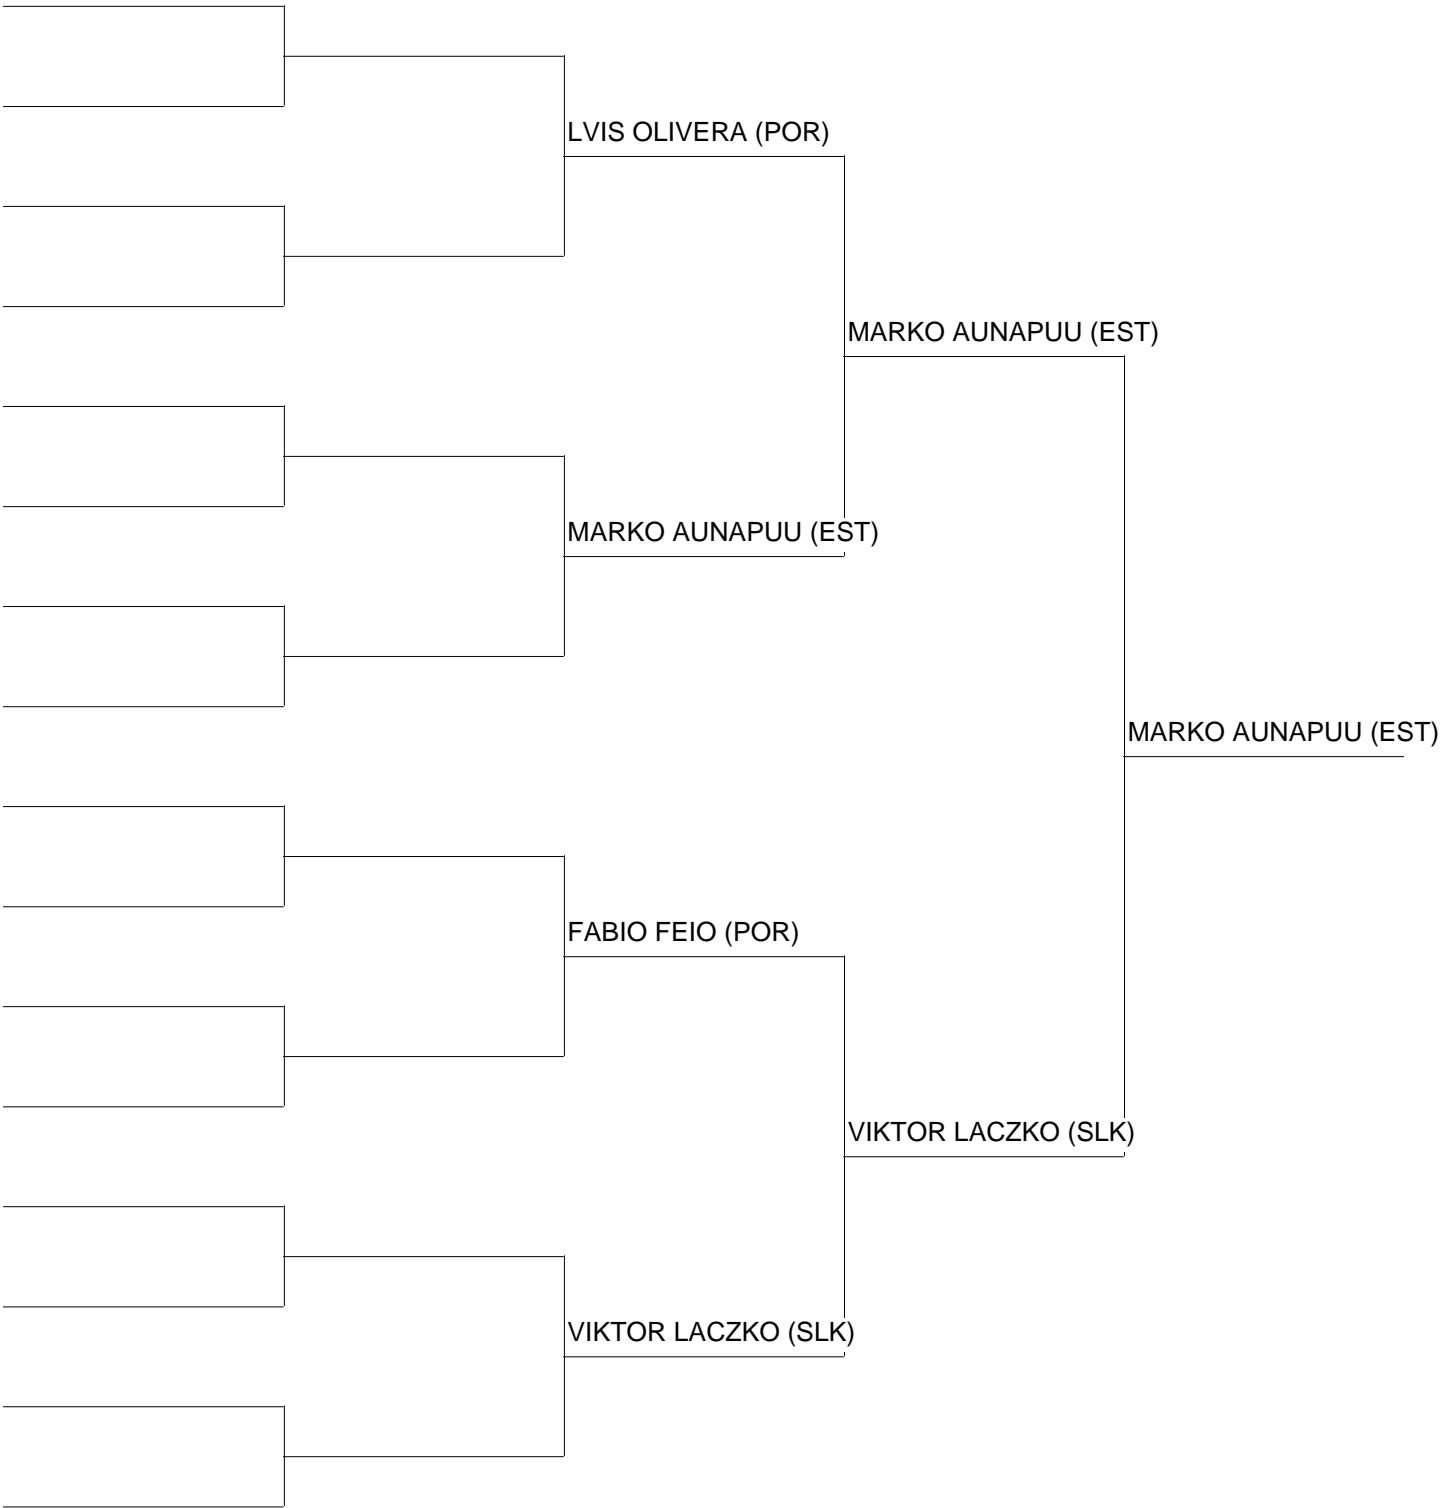 LVIS OLIVERA (POR)
MARKO AUNAPUU (EST)
MARKO AUNAPUU (EST)
MARKO AUNAPUU (EST)
FABIO FEIO (POR)
VIKTOR LACZKO (SLK)
VIKTOR LACZKO (SLK)